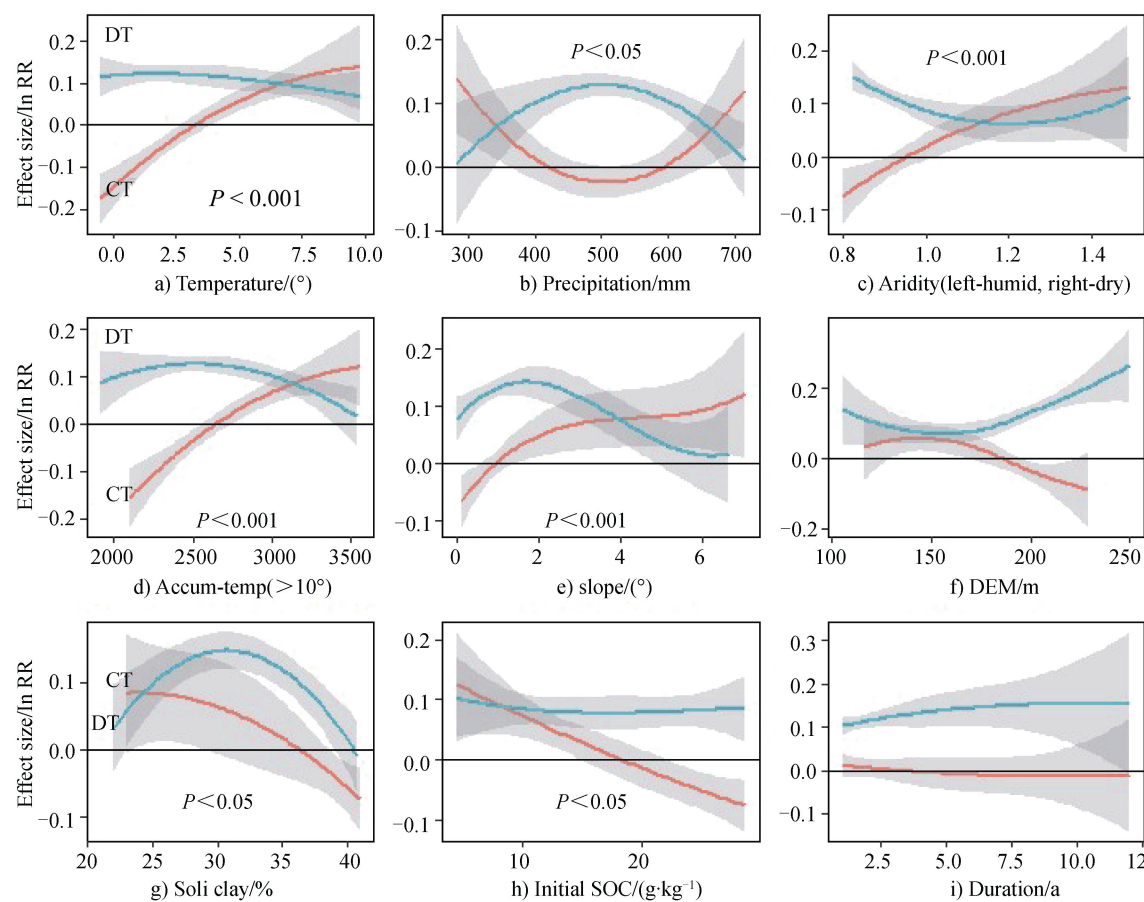 Effect size/ln RR
0.2
0.1
0.0
−0.1
−0.2
DT
CT
P < 0.001
0.0 2.5 5.0 7.5 10.0
a) Temperature/(°)
0.2
0.1
0.0
−0.1
P<0.05
300 400 500 600 700
b) Precipitation/mm
0.2
0.1
0.0
−0.1
P<0.001
0.8 1.0 1.2 1.4
c) Aridity(left-humid, right-dry)
Effect size/ln RR
0.2
0.1
0.0
−0.1
−0.2
DT
CT
P<0.001
2000 2500 3000 3500
d) Accum-temp(>10°)
0.2
0.1
0.0
−0.1
P<0.001
0 2 4 6
e) slope/(°)
0.2
0.0
−0.2
100 150 200 250
f) DEM/m
Effect size/ln RR
0.1
0.0
−0.1
CT
DT
P<0.05
20 25 30 35 40
g) Soli clay/%
0.2
0.1
0.0
−0.1
P<0.05
10 20
h) Initial SOC/(g·kg⁻¹)
0.3
0.2
0.1
0.0
−0.1
2.5 5.0 7.5 10.0 12
i) Duration/a